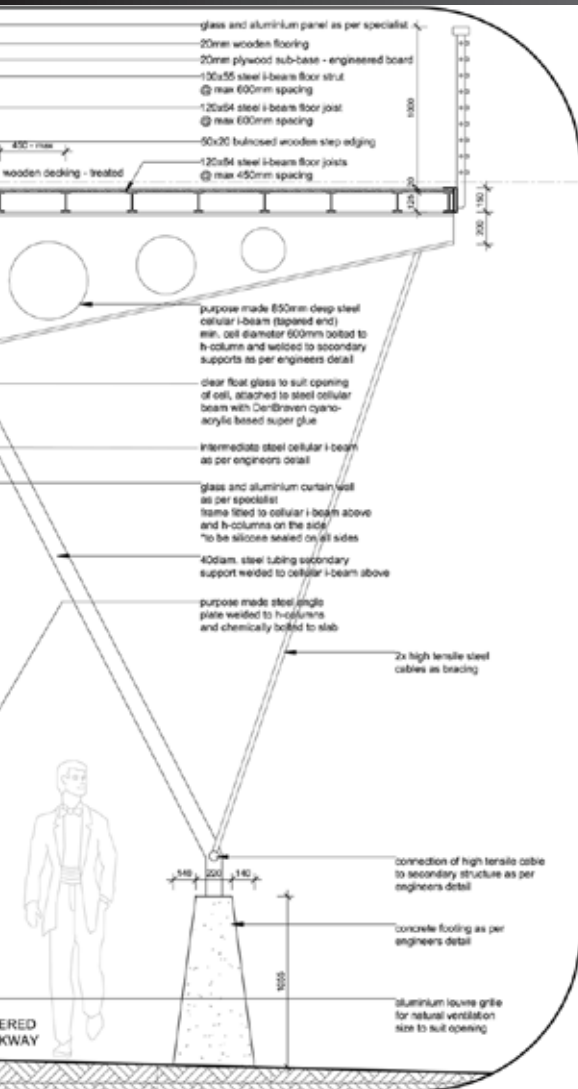 glass and aluminium panel as per specialist
20mm wooden flooring
20mm plywood sub-base - engineered board
100x55 steel i-beam floor strut
@ max 600mm spacing
120x64 steel i-beam floor joist
@ max 600mm spacing
50x20 bulnosed wooden step edging
120x64 steel i-beam floor joists
@ max 450mm spacing
450 - max
wooden decking - treated
1000
20
125
150
200
purpose made 850mm deep steel
cellular i-beam (tapered end)
min. cell diameter 600mm bolted to
h-column and welded to secondary
supports as per engineers detail
clear float glass to suit opening
of cell, attached to steel cellular
beam with DenBraven cyano-
acrylic based super glue
intermediate steel cellular i-beam
as per engineers detail
glass and aluminium curtain wall
as per specialist
frame fitted to cellular i-beam above
and h-columns on the side
*to be silicone sealed on all sides
40diam. steel tubing secondary
support welded to cellular i-beam above
purpose made steel angle
plate welded to h-columns
and chemically bolted to slab
2x high tensile steel
cables as bracing
connection of high tensile cable
to secondary structure as per
engineers detail
140 220 140
concrete footing as per
engineers detail
1055
aluminium louvre grille
for natural ventilation
size to suit opening
ERED
KWAY